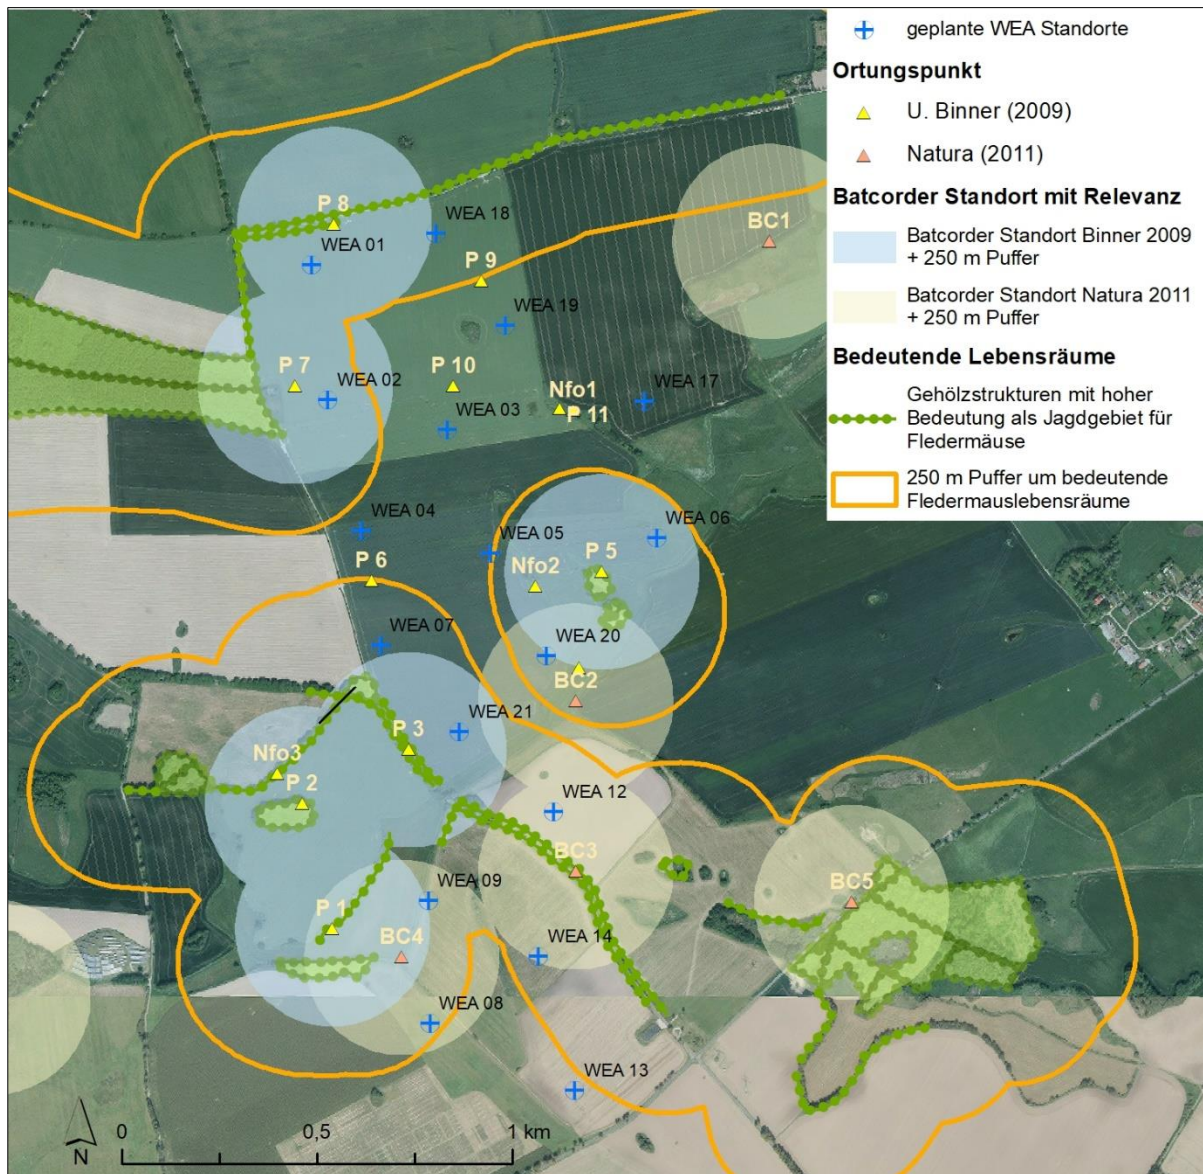 geplante WEA Standorte
Ortungspunkt
U. Binner (2009)
Natura (2011)
Batcorder Standort mit Relevanz
Batcorder Standort Binner 2009
+ 250 m Puffer
Batcorder Standort Natura 2011
+ 250 m Puffer
Bedeutende Lebensräume
Gehölzstrukturen mit hoher
Bedeutung als Jagdgebiet für
Fledermäuse
250 m Puffer um bedeutende
Fledermauslebensräume
P 8
WEA 18
BC1
WEA 01
P 9
WEA 19
P 7
WEA 02
P 10
WEA 03
Nfo1
P 11
WEA 17
WEA 04
WEA 05
WEA 06
P 6
Nfo2
P 5
WEA 07
WEA 20
BC2
WEA 21
P 3
Nfo3
P 2
WEA 12
BC3
WEA 09
BC5
P 1
BC4
WEA 14
WEA 08
WEA 13
N
0
0,5
1 km